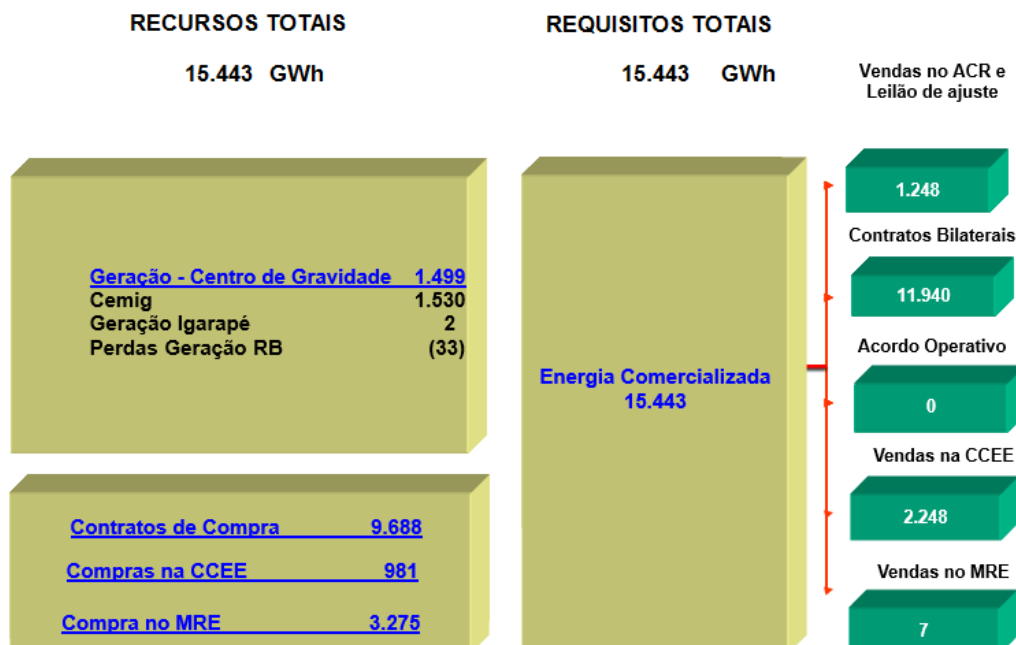 RECURSOS TOTAIS
15.443 GWh
REQUISITOS TOTAIS
15.443 GWh
Vendas no ACR e
Leilão de ajuste
1.248
Contratos Bilaterais
11.940
Acordo Operativo
0
Vendas na CCEE
2.248
Vendas no MRE
7
Geração - Centro de Gravidade 1.499
Cemig 1.530
Geração Igarapé 2
Perdas Geração RB (33)
Energia Comercializada
15.443
Contratos de Compra 9.688
Compras na CCEE 981
Compra no MRE 3.275